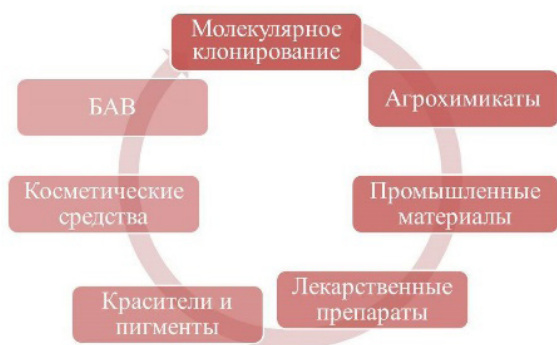 Молекулярное
клонирование
Агрохимикаты
Промышленные
материалы
Лекарственные
препараты
Красители и
пигменты
Косметические
средства
БАВ